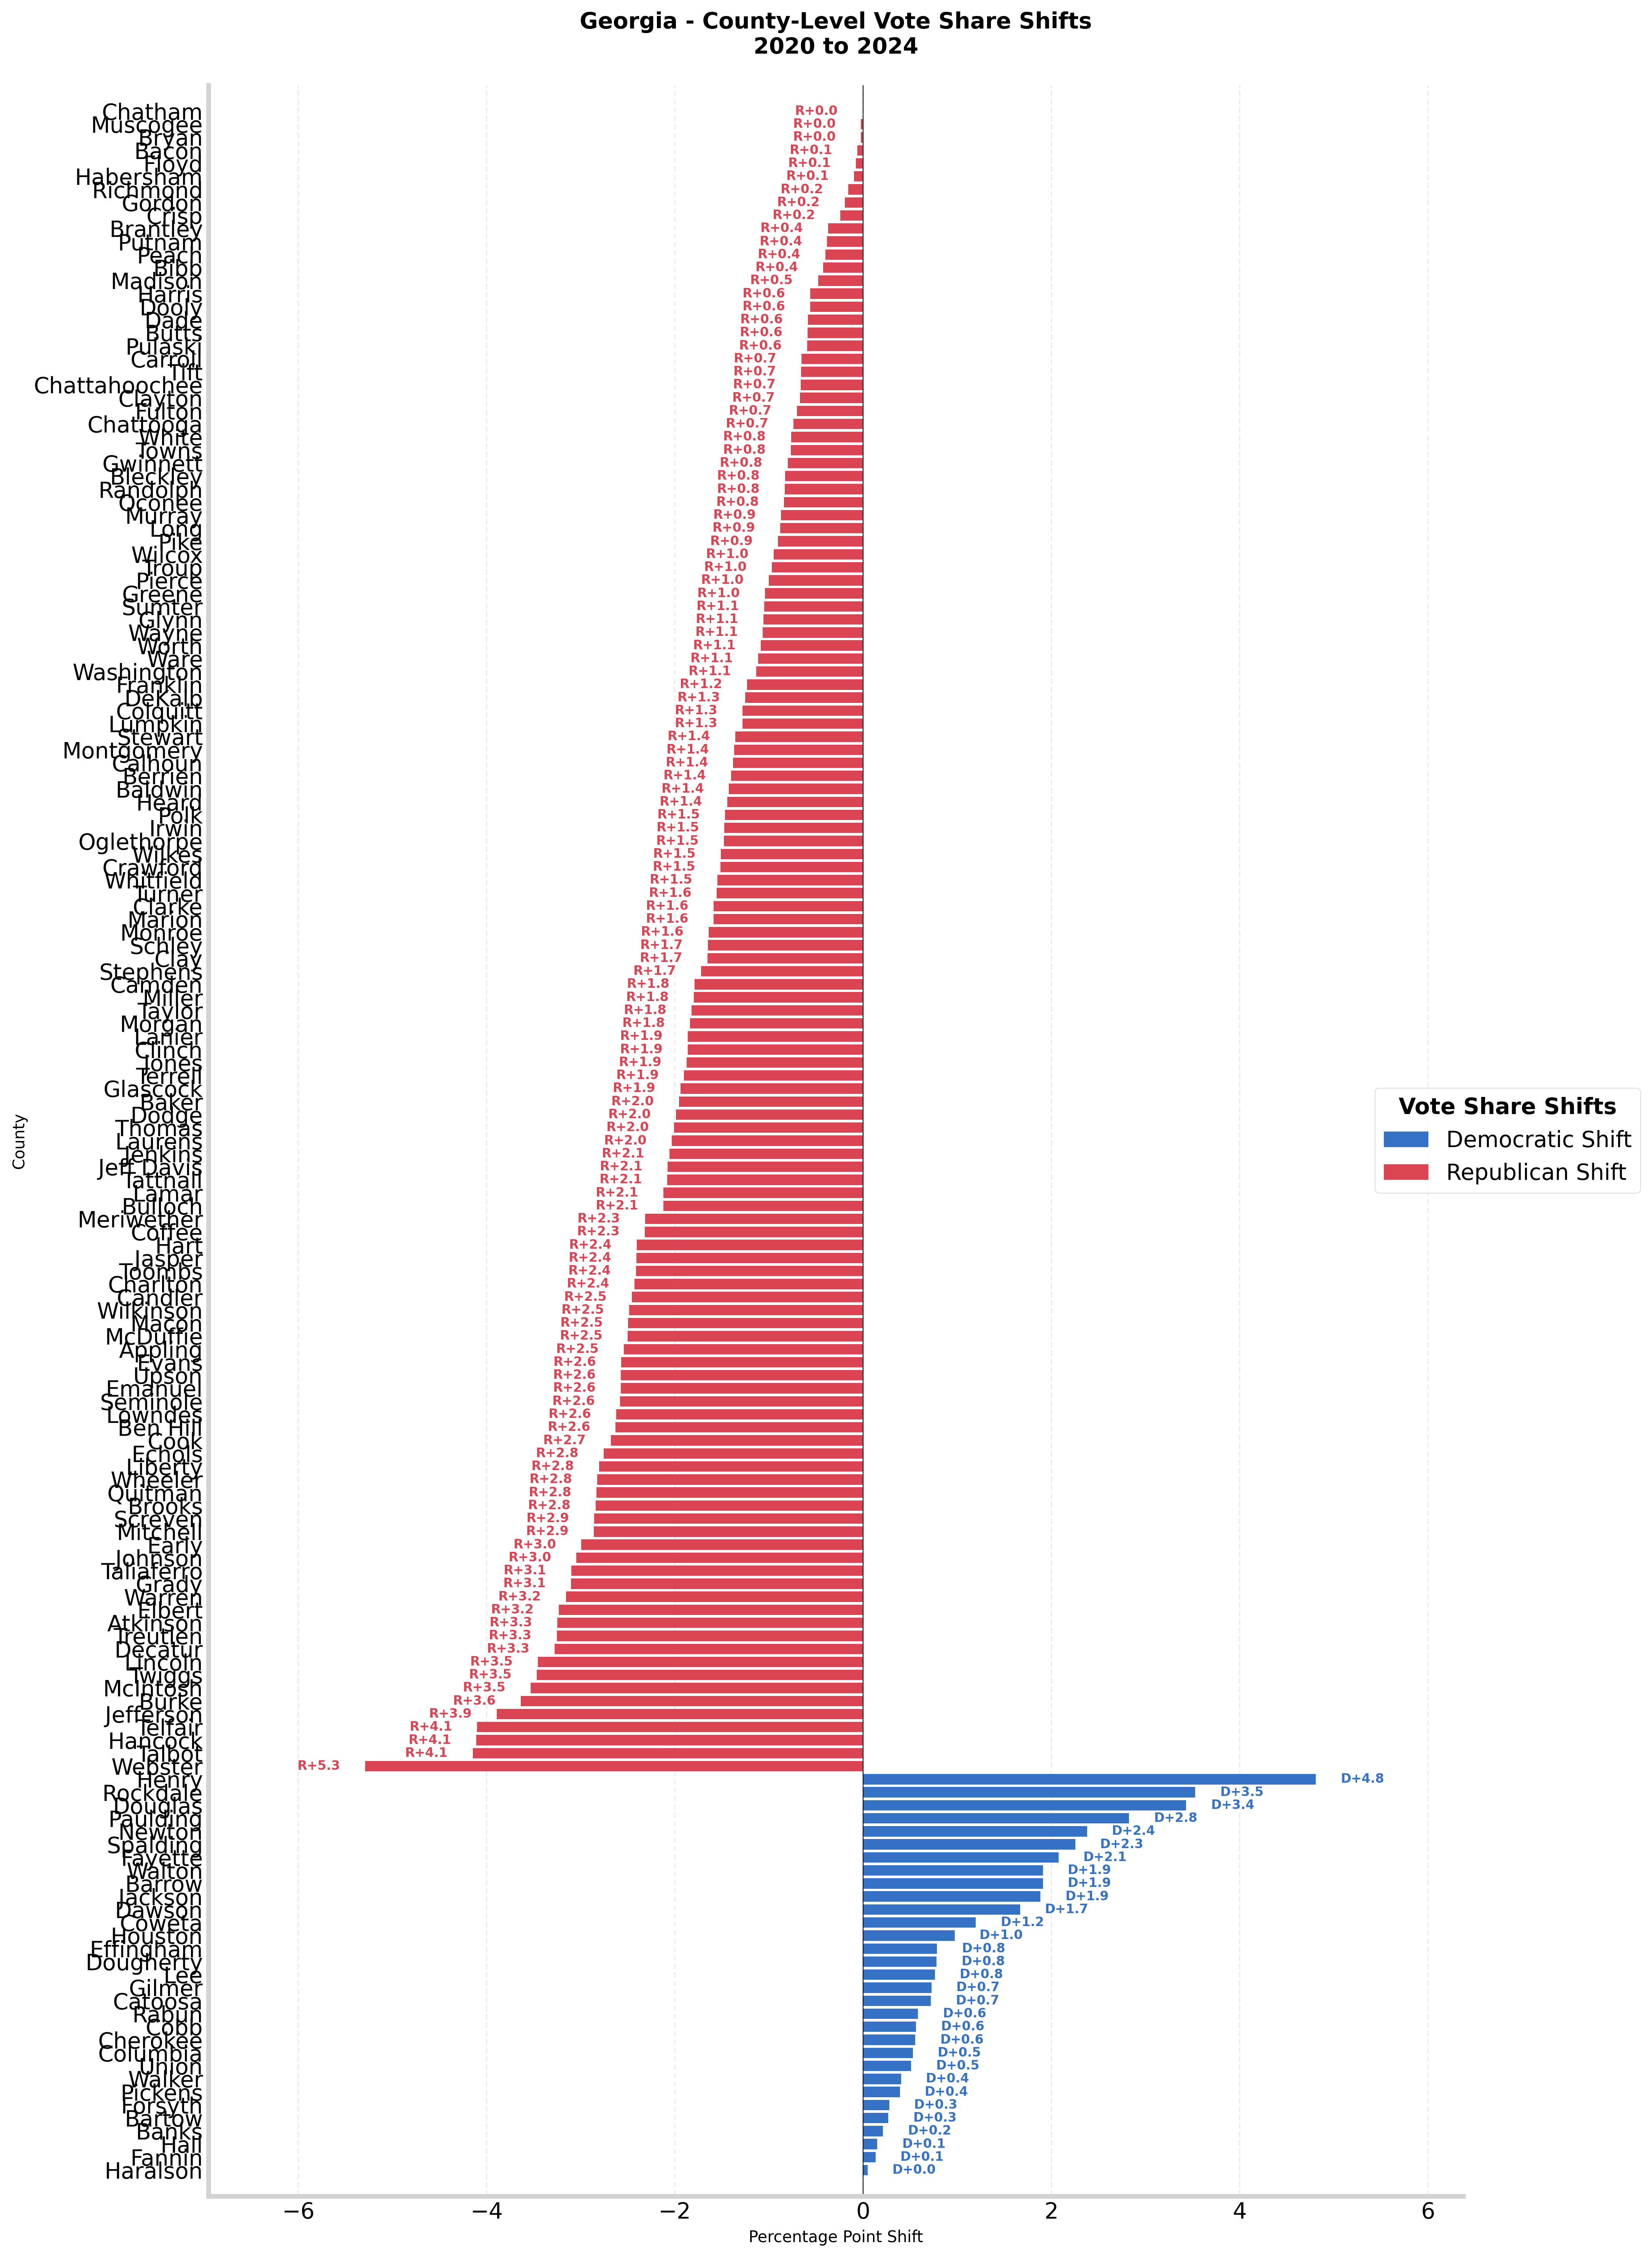 Georgia - County-Level Vote Share Shifts
2020 to 2024
County
Chatham R+0.0
Muscogee R+0.0
Bryan R+0.0
Bacon R+0.1
Floyd R+0.1
Habersham R+0.1
Richmond R+0.2
Gordon R+0.2
Crisp R+0.2
Brantley R+0.4
Putnam R+0.4
Peach R+0.4
Bibb R+0.4
Madison R+0.5
Harris R+0.6
Dooly R+0.6
Dade R+0.6
Butts R+0.6
Pulaski R+0.6
Carroll R+0.7
Tift R+0.7
Chattahoochee R+0.7
Clayton R+0.7
Fulton R+0.7
Chattooga R+0.7
White R+0.8
Towns R+0.8
Gwinnett R+0.8
Bleckley R+0.8
Randolph R+0.8
Oconee R+0.8
Murray R+0.9
Long R+0.9
Pike R+0.9
Wilcox R+1.0
Troup R+1.0
Pierce R+1.0
Greene R+1.0
Sumter R+1.1
Glynn R+1.1
Wayne R+1.1
Worth R+1.1
Ware R+1.1
Washington R+1.1
Franklin R+1.2
DeKalb R+1.3
Colquitt R+1.3
Lumpkin R+1.3
Stewart R+1.4
Montgomery R+1.4
Calhoun R+1.4
Berrien R+1.4
Baldwin R+1.4
Heard R+1.4
Polk R+1.5
Irwin R+1.5
Oglethorpe R+1.5
Wilkes R+1.5
Crawford R+1.5
Whitfield R+1.5
Turner R+1.6
Clarke R+1.6
Marion R+1.6
Monroe R+1.6
Schley R+1.7
Clay R+1.7
Stephens R+1.7
Camden R+1.8
Miller R+1.8
Taylor R+1.8
Morgan R+1.8
Lanier R+1.9
Clinch R+1.9
Jones R+1.9
Terrell R+1.9
Glascock R+1.9
Baker R+2.0
Dodge R+2.0
Thomas R+2.0
Laurens R+2.0
Jenkins R+2.1
Jeff Davis R+2.1
Tattnall R+2.1
Lamar R+2.1
Bulloch R+2.1
Meriwether R+2.3
Coffee R+2.3
Hart R+2.4
Jasper R+2.4
Toombs R+2.4
Charlton R+2.4
Candler R+2.5
Wilkinson R+2.5
Macon R+2.5
McDuffie R+2.5
Appling R+2.5
Evans R+2.6
Upson R+2.6
Emanuel R+2.6
Seminole R+2.6
Lowndes R+2.6
Ben Hill R+2.6
Cook R+2.7
Echols R+2.8
Liberty R+2.8
Wheeler R+2.8
Quitman R+2.8
Brooks R+2.8
Screven R+2.9
Mitchell R+2.9
Early R+3.0
Johnson R+3.0
Taliaferro R+3.1
Grady R+3.1
Warren R+3.2
Elbert R+3.2
Atkinson R+3.3
Treutlen R+3.3
Decatur R+3.3
Lincoln R+3.5
Twiggs R+3.5
McIntosh R+3.5
Burke R+3.6
Jefferson R+3.9
Telfair R+4.1
Hancock R+4.1
Talbot R+4.1
Webster R+5.3
Henry D+4.8
Rockdale D+3.5
Douglas D+3.4
Paulding D+2.8
Newton D+2.4
Spalding D+2.3
Fayette D+2.1
Walton D+1.9
Barrow D+1.9
Jackson D+1.9
Dawson D+1.7
Coweta D+1.2
Houston D+1.0
Effingham D+0.8
Dougherty D+0.8
Lee D+0.8
Gilmer D+0.7
Catoosa D+0.7
Rabun D+0.6
Cobb D+0.6
Cherokee D+0.6
Columbia D+0.5
Union D+0.5
Walker D+0.4
Pickens D+0.4
Forsyth D+0.3
Bartow D+0.3
Banks D+0.2
Hall D+0.1
Fannin D+0.1
Haralson D+0.0
Vote Share Shifts
Democratic Shift
Republican Shift
−6 −4 −2 0 2 4 6
Percentage Point Shift